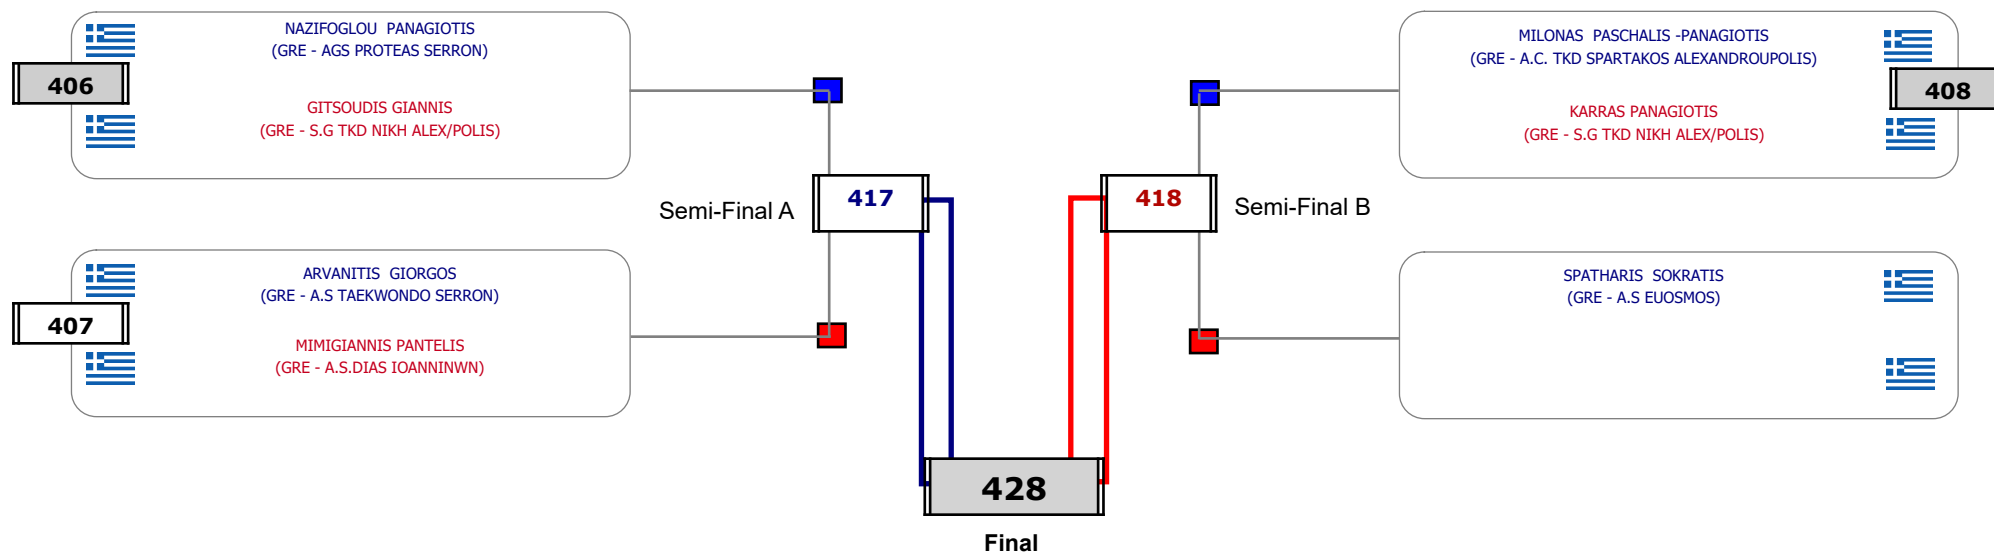 NAZIFOGLOU PANAGIOTIS
(GRE - AGS PROTEAS SERRON)
406
GITSOUDIS GIANNIS
(GRE - S.G TKD NIKH ALEX/POLIS)
MILONAS PASCHALIS -PANAGIOTIS
(GRE - A.C. TKD SPARTAKOS ALEXANDROUPOLIS)
408
KARRAS PANAGIOTIS
(GRE - S.G TKD NIKH ALEX/POLIS)
Semi-Final A
417
418
Semi-Final B
ARVANITIS GIORGOS
(GRE - A.S TAEKWONDO SERRON)
407
MIMIGIANNIS PANTELIS
(GRE - A.S.DIAS IOANNINWN)
SPATHARIS SOKRATIS
(GRE - A.S EUOSMOS)
428
Final